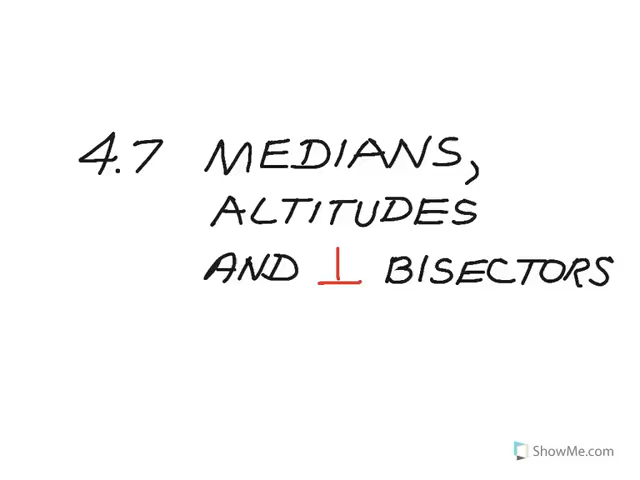 4.7 MEDIANS,
ALTITUDES
AND ⊥ BISECTORS
ShowMe.com